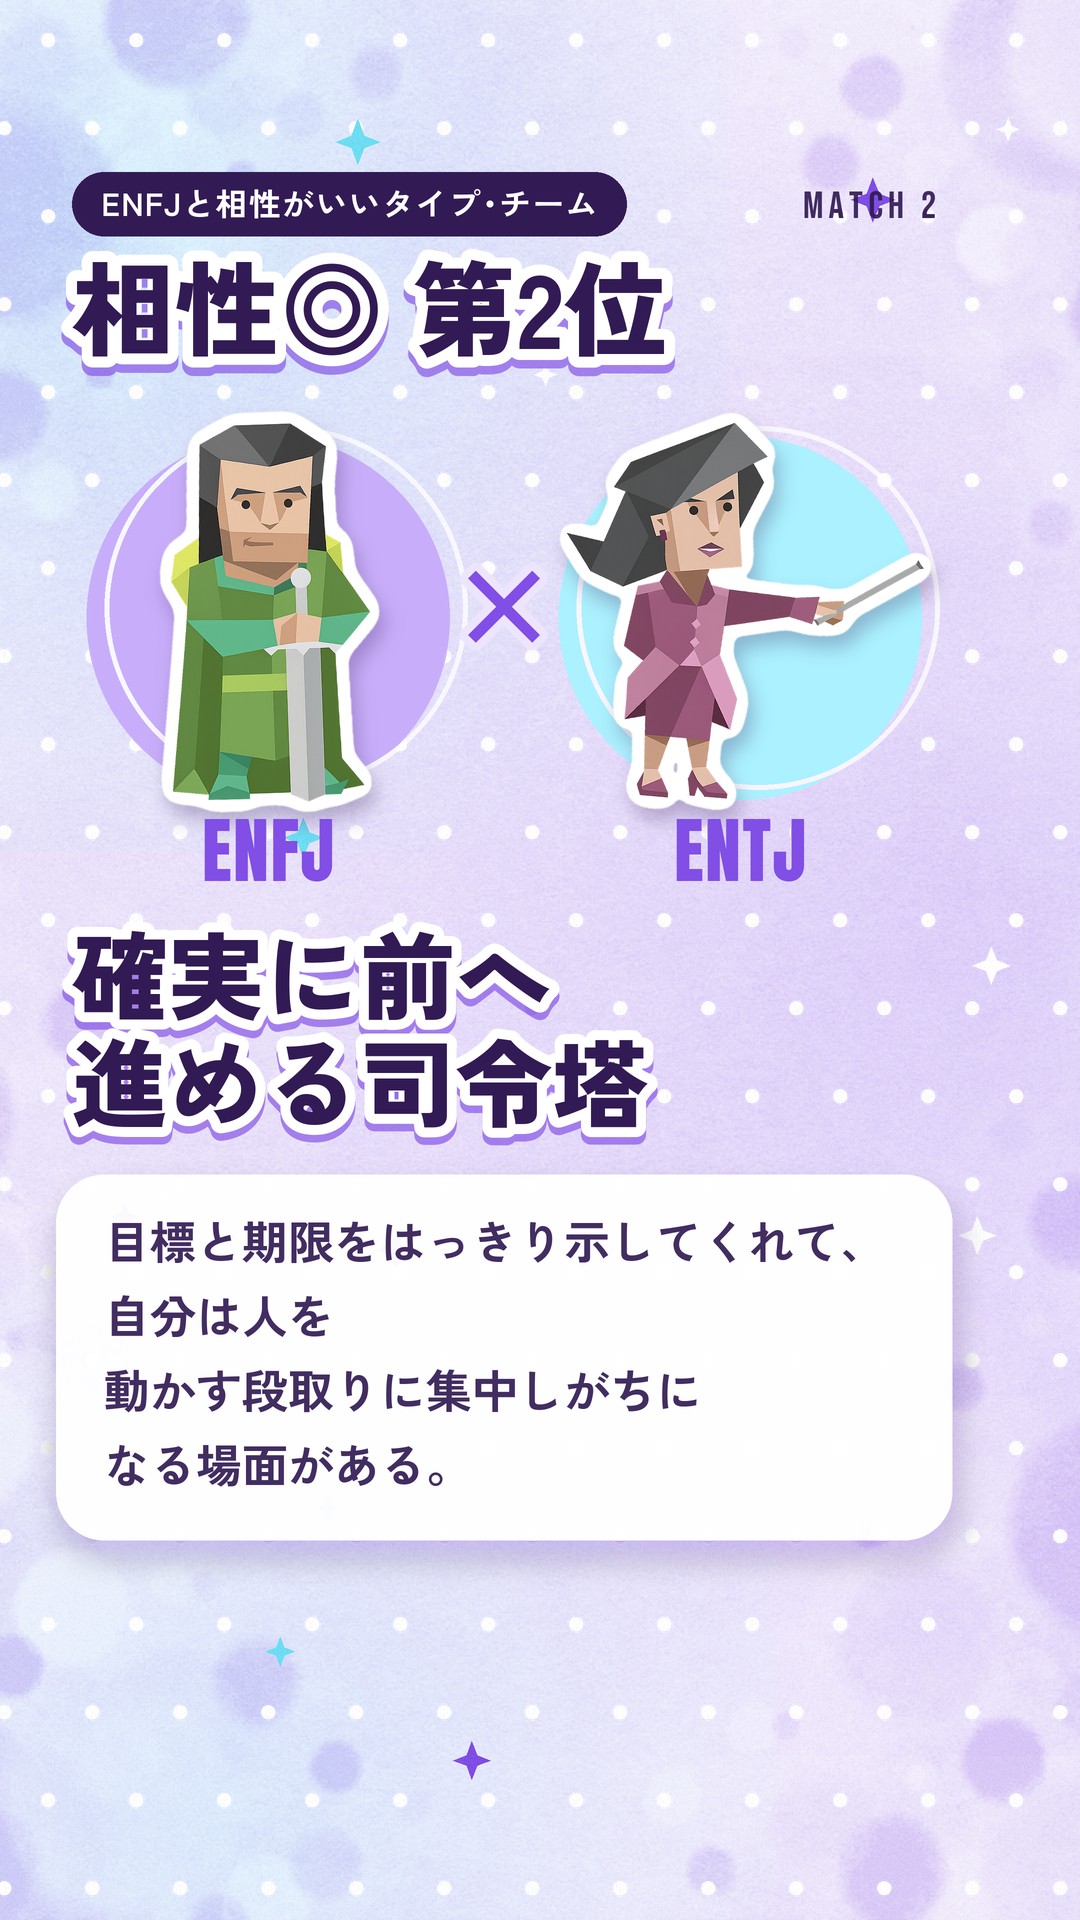 ENFJと相性がいいタイプ・チーム
MATCH 2
相性◎ 第2位
×
ENFJ
ENTJ
確実に前へ
進める司令塔
目標と期限をはっきり示してくれて、
自分は人を
動かす段取りに集中しがちに
なる場面がある。